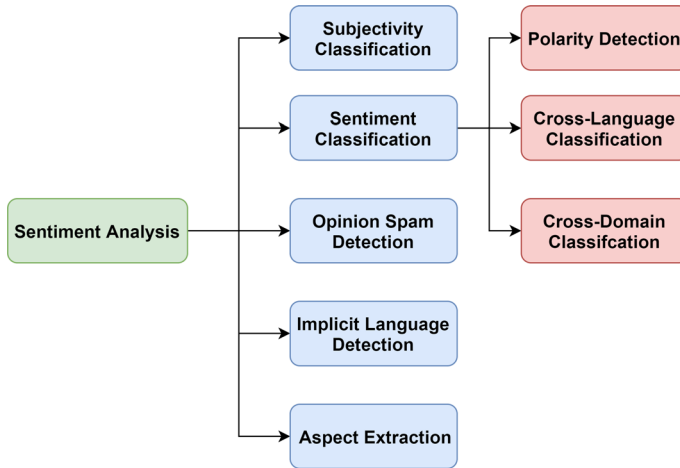 Subjectivity
Classification
Polarity Detection
Sentiment
Classification
Cross-Language
Classification
Sentiment Analysis
Opinion Spam
Detection
Cross-Domain
Classifcation
Implicit Language
Detection
Aspect Extraction